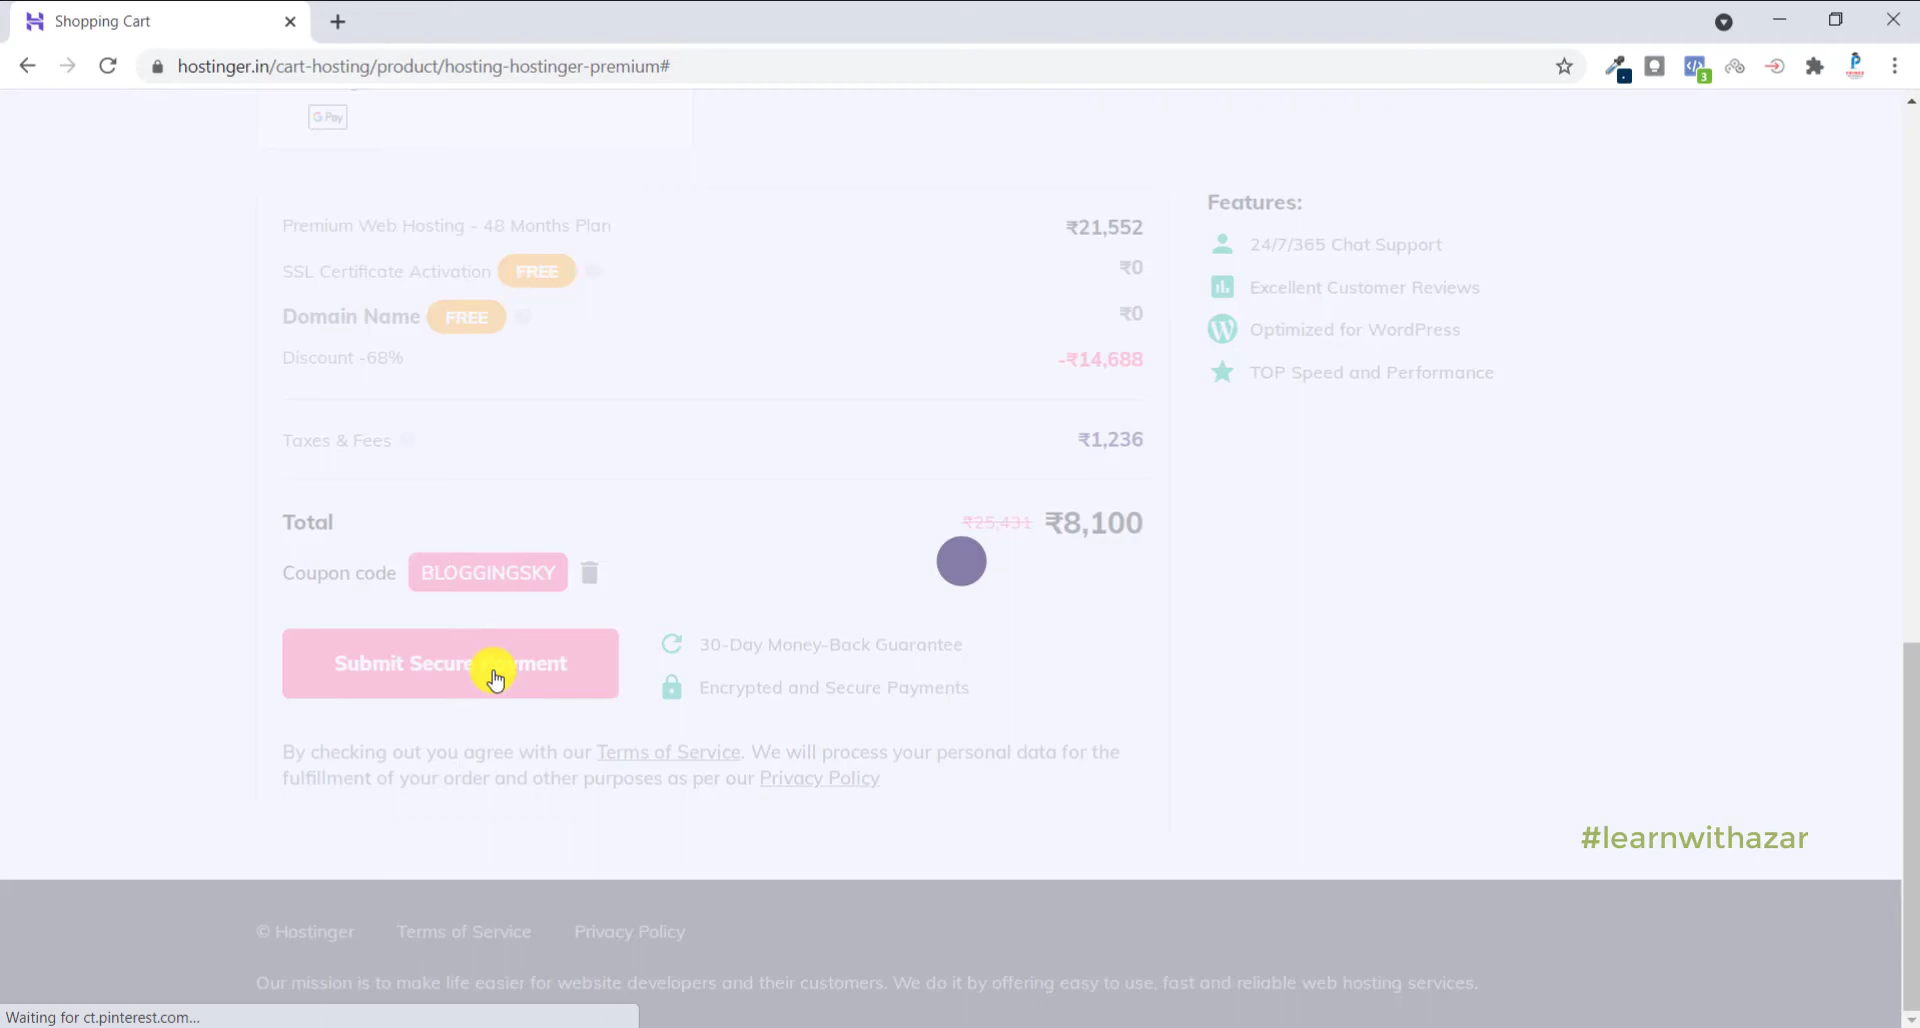 Shopping Cart
hostinger.in/cart-hosting/product/hosting-hostinger-premium#
3
G Pay
Premium Web Hosting - 48 Months Plan ₹21,552
SSL Certificate Activation FREE ₹0
Domain Name FREE ₹0
Discount -68% -₹14,688
Taxes & Fees ₹1,236
Total ₹25,431 ₹8,100
Coupon code BLOGGINGSKY
Submit Secure
30-Day Money-Back Guarantee
Encrypted and Secure Payments
By checking out you agree with our Terms of Service. We will process your personal data for the
fulfillment of your order and other purposes as per our Privacy Policy
Features:
24/7/365 Chat Support
Excellent Customer Reviews
Optimized for WordPress
TOP Speed and Performance
#learnwithazar
© Hostinger Terms of Service Privacy Policy
Our mission is to make life easier for website developers and their customers. We do it by offering easy to use, fast and reliable web hosting services.
Waiting for ct.pinterest.com...